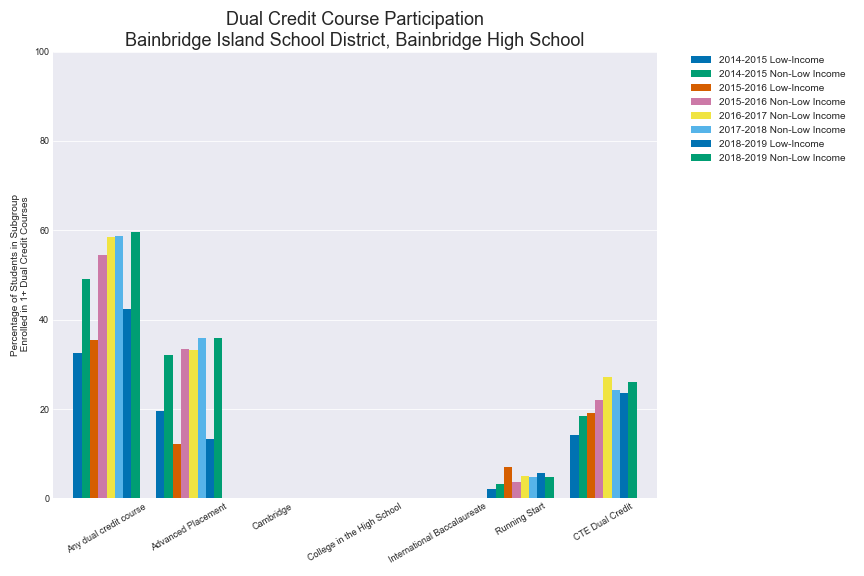 Dual Credit Course Participation
Bainbridge Island School District, Bainbridge High School
100
80
60
40
20
0
Percentage of Students in Subgroup
Enrolled in 1+ Dual Credit Courses
Any dual credit course
Advanced Placement
Cambridge
College in the High School
International Baccalaureate
Running Start
CTE Dual Credit
2014-2015 Low-Income
2014-2015 Non-Low Income
2015-2016 Low-Income
2015-2016 Non-Low Income
2016-2017 Non-Low Income
2017-2018 Non-Low Income
2018-2019 Low-Income
2018-2019 Non-Low Income